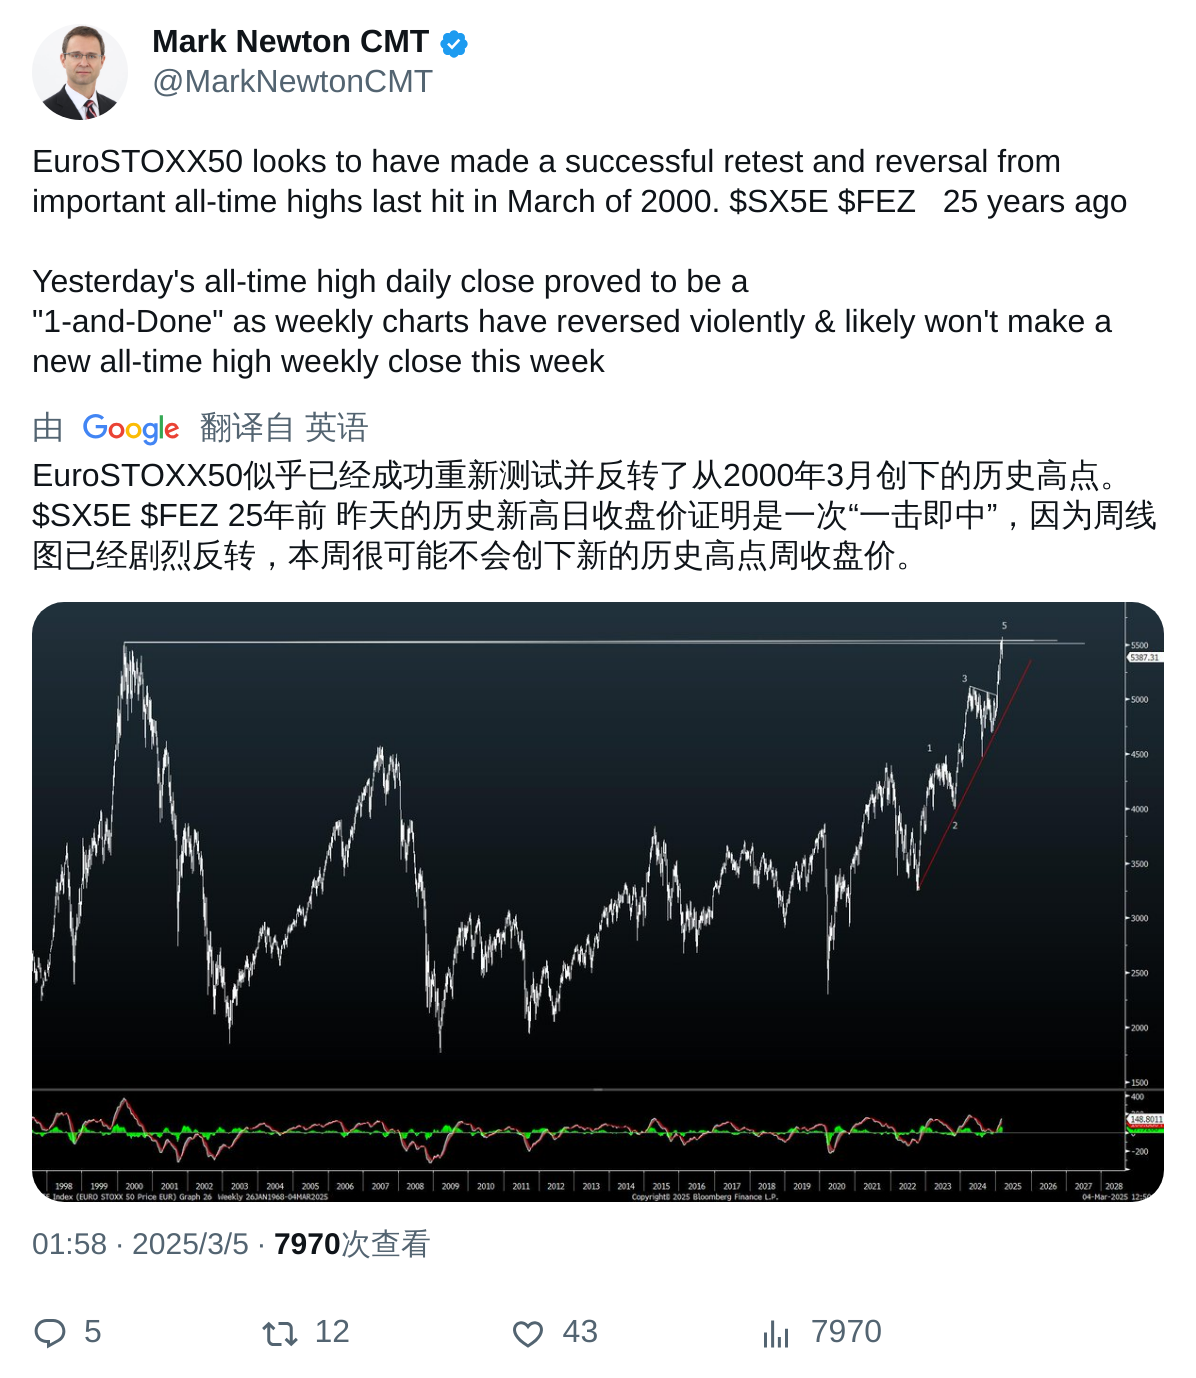 Mark Newton CMT
@MarkNewtonCMT
EuroSTOXX50 looks to have made a successful retest and reversal from
important all-time highs last hit in March of 2000. $SX5E $FEZ   25 years ago
Yesterday's all-time high daily close proved to be a
"1-and-Done" as weekly charts have reversed violently & likely won't make a
new all-time high weekly close this week
由 Google 翻译自 英语
EuroSTOXX50似乎已经成功重新测试并反转了从2000年3月创下的历史高点。
$SX5E $FEZ 25年前 昨天的历史新高日收盘价证明是一次“一击即中”，因为周线
图已经剧烈反转，本周很可能不会创下新的历史高点周收盘价。
5
5500
5387.31
3
5000
1
4500
4000
2
3500
3000
2500
2000
1500
400
148.8011
0
-200
1998 1999 2000 2001 2002 2003 2004 2005 2006 2007 2008 2009 2010 2011 2012 2013 2014 2015 2016 2017 2018 2019 2020 2021 2022 2023 2024 2025 2026 2027 2028
Index (EURO STOXX 50 Price EUR) Graph 26 Weekly 26JAN1968-04MAR2025 Copyright© 2025 Bloomberg Finance L.P. 04-Mar-2025
01:58 · 2025/3/5 · 7970次查看
5 12 43 7970